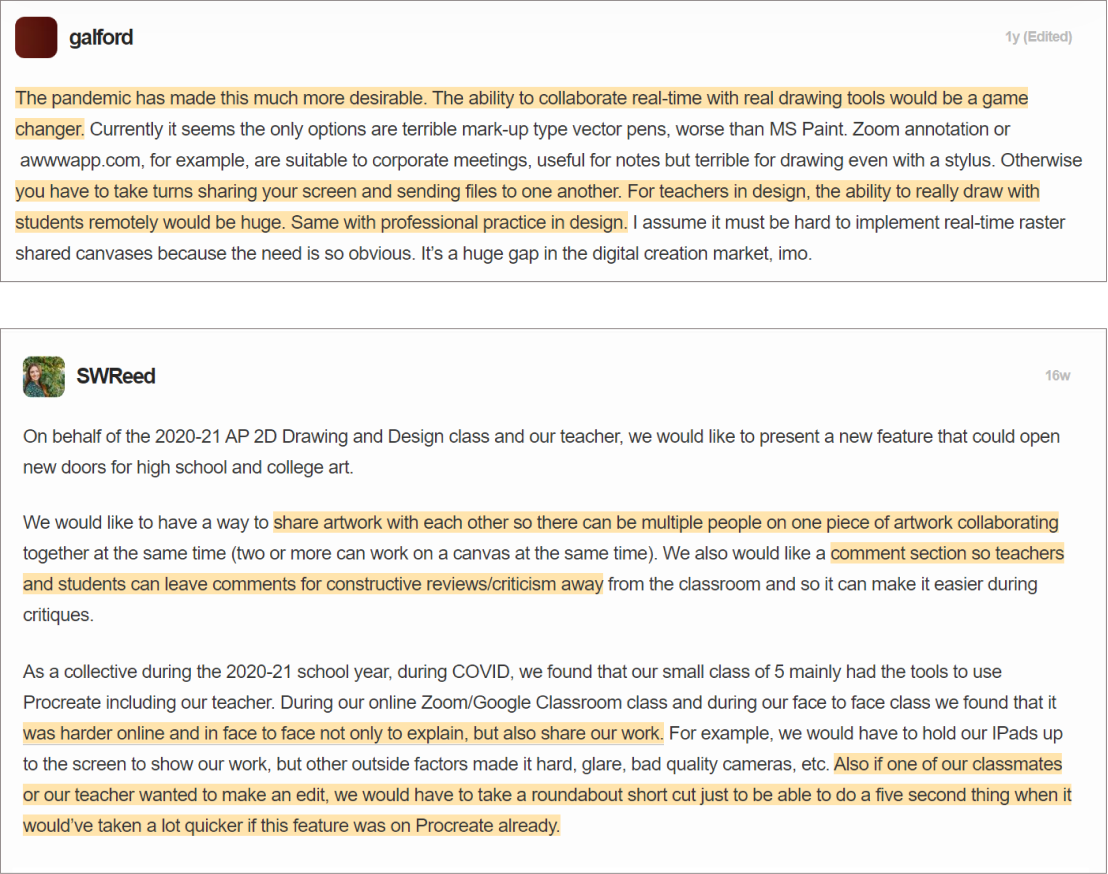 galford
1y (Edited)
The pandemic has made this much more desirable. The ability to collaborate real-time with real drawing tools would be a game
changer. Currently it seems the only options are terrible mark-up type vector pens, worse than MS Paint. Zoom annotation or
awwwapp.com, for example, are suitable to corporate meetings, useful for notes but terrible for drawing even with a stylus. Otherwise
you have to take turns sharing your screen and sending files to one another. For teachers in design, the ability to really draw with
students remotely would be huge. Same with professional practice in design. I assume it must be hard to implement real-time raster
shared canvases because the need is so obvious. It’s a huge gap in the digital creation market, imo.
SWReed
16w
On behalf of the 2020-21 AP 2D Drawing and Design class and our teacher, we would like to present a new feature that could open
new doors for high school and college art.
We would like to have a way to share artwork with each other so there can be multiple people on one piece of artwork collaborating
together at the same time (two or more can work on a canvas at the same time). We also would like a comment section so teachers
and students can leave comments for constructive reviews/criticism away from the classroom and so it can make it easier during
critiques.
As a collective during the 2020-21 school year, during COVID, we found that our small class of 5 mainly had the tools to use
Procreate including our teacher. During our online Zoom/Google Classroom class and during our face to face class we found that it
was harder online and in face to face not only to explain, but also share our work. For example, we would have to hold our IPads up
to the screen to show our work, but other outside factors made it hard, glare, bad quality cameras, etc. Also if one of our classmates
or our teacher wanted to make an edit, we would have to take a roundabout short cut just to be able to do a five second thing when it
would’ve taken a lot quicker if this feature was on Procreate already.